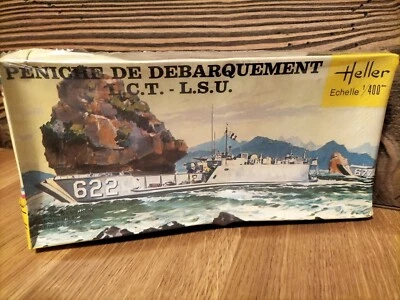 PENICHE DE DEBARQUEMENT
L.C.T. - L.S.U.
Heller
Echelle 1/400
622